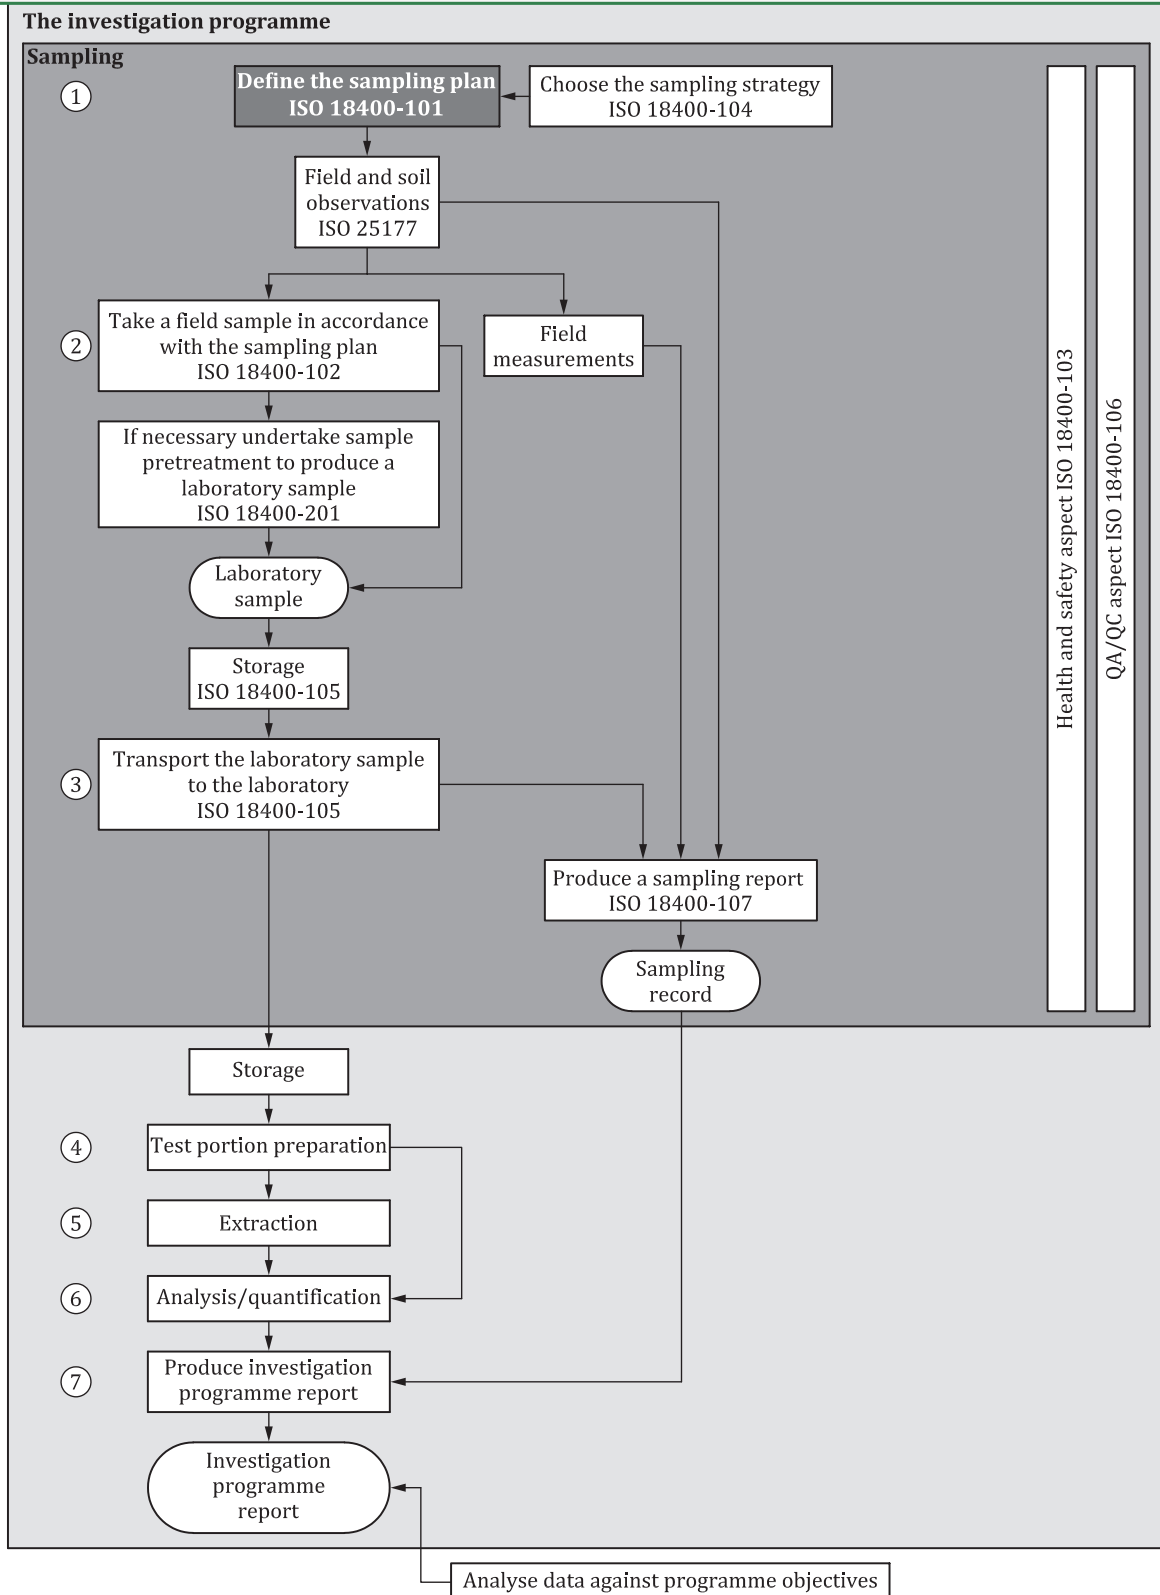 The investigation programme
Sampling
1
Define the sampling plan
ISO 18400-101
Choose the sampling strategy
ISO 18400-104
Field and soil
observations
ISO 25177
2
Take a field sample in accordance
with the sampling plan
ISO 18400-102
Field
measurements
If necessary undertake sample
pretreatment to produce a
laboratory sample
ISO 18400-201
Laboratory
sample
Storage
ISO 18400-105
3
Transport the laboratory sample
to the laboratory
ISO 18400-105
Produce a sampling report
ISO 18400-107
Sampling
record
Health and safety aspect ISO 18400-103
QA/QC aspect ISO 18400-106
Storage
4
Test portion preparation
5
Extraction
6
Analysis/quantification
7
Produce investigation
programme report
Investigation
programme
report
Analyse data against programme objectives